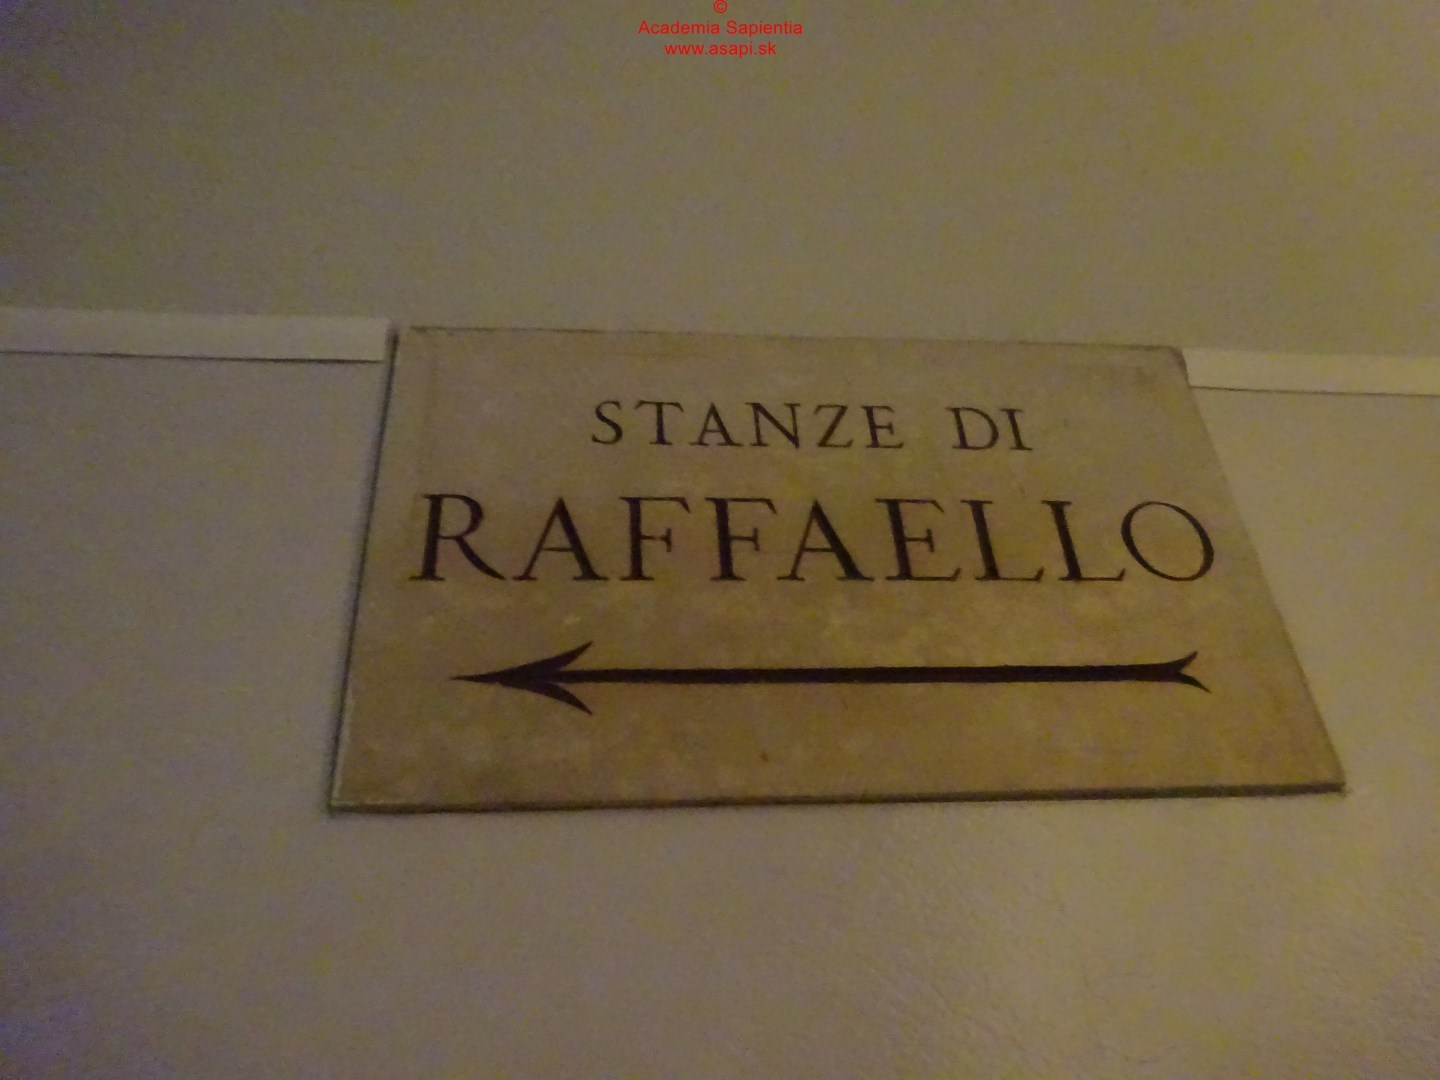 ©
Academia Sapientia
www.asapi.sk
STANZE DI
RAFFAELLO